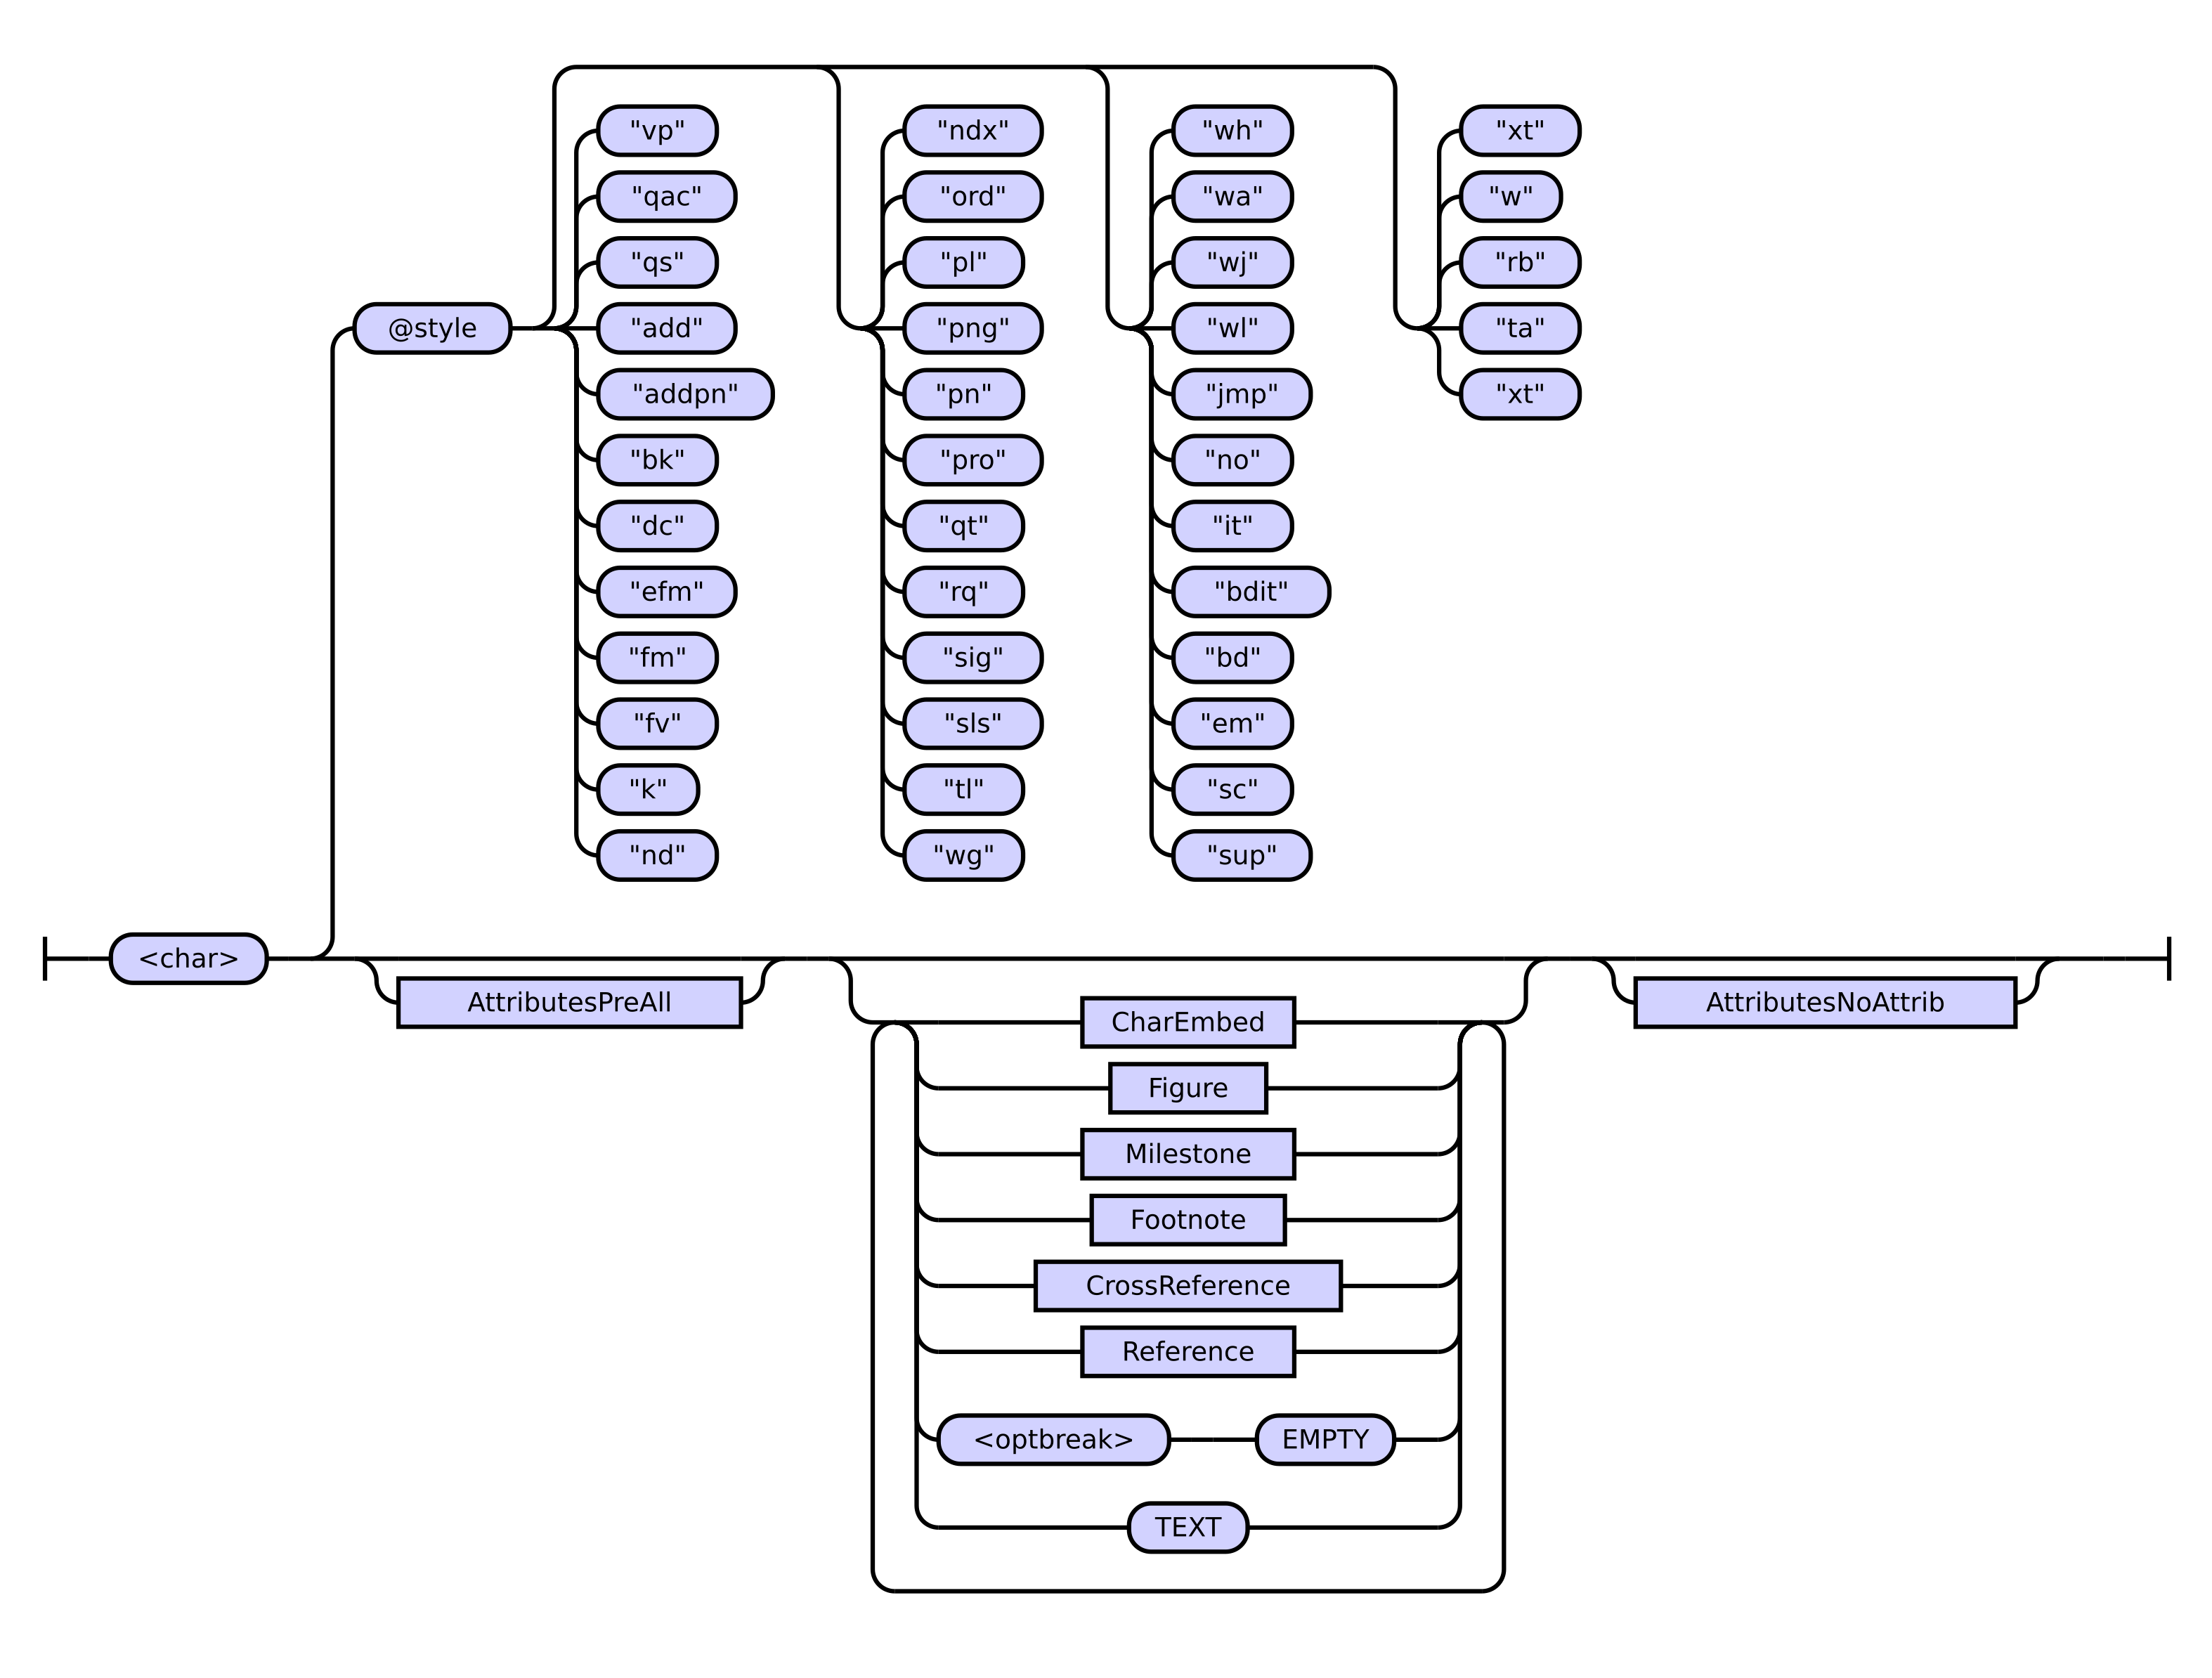 "vp"
"qac"
"qs"
"add"
"addpn"
"bk"
"dc"
"efm"
"fm"
"fv"
"k"
"nd"
"ndx"
"ord"
"pl"
"png"
"pn"
"pro"
"qt"
"rq"
"sig"
"sls"
"tl"
"wg"
"wh"
"wa"
"wj"
"wl"
"jmp"
"no"
"it"
"bdit"
"bd"
"em"
"sc"
"sup"
"xt"
"w"
"rb"
"ta"
"xt"
@style
<char>
AttributesPreAll
CharEmbed
Figure
Milestone
Footnote
CrossReference
Reference
<optbreak>
EMPTY
TEXT
AttributesNoAttrib